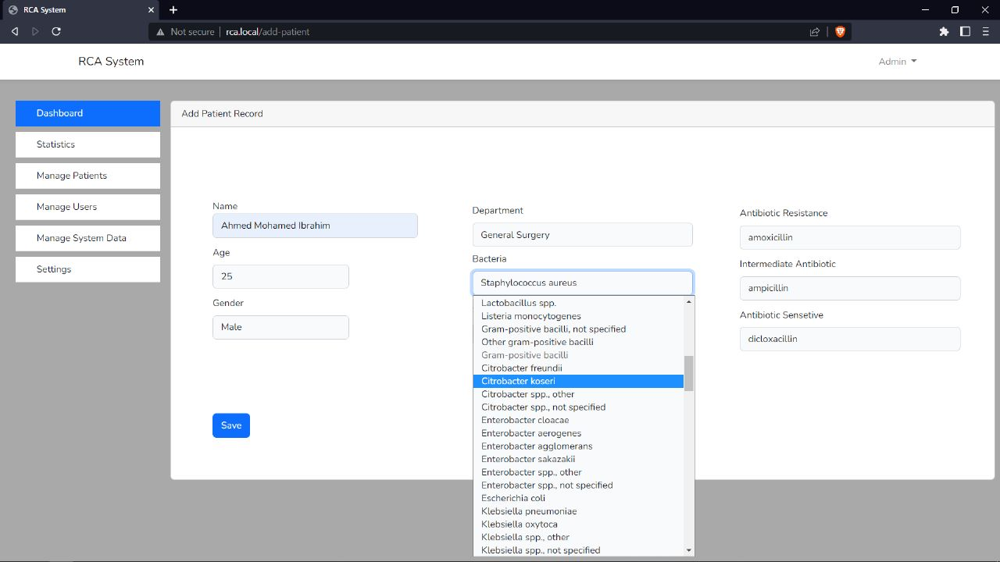 RCA System
Not secure
rca.local/add-patient
RCA System
Admin
Dashboard
Statistics
Manage Patients
Manage Users
Manage System Data
Settings
Add Patient Record
Name
Ahmed Mohamed Ibrahim
Age
25
Gender
Male
Save
Department
General Surgery
Bacteria
Staphylococcus aureus
Lactobacillus spp.
Listeria monocytogenes
Gram-positive bacilli, not specified
Other gram-positive bacilli
Gram-positive bacilli
Citrobacter freundii
Citrobacter koseri
Citrobacter spp., other
Citrobacter spp., not specified
Enterobacter cloacae
Enterobacter aerogenes
Enterobacter agglomerans
Enterobacter sakazakii
Enterobacter spp., other
Enterobacter spp., not specified
Escherichia coli
Klebsiella pneumoniae
Klebsiella oxytoca
Klebsiella spp., other
Klebsiella spp., not specified
Antibiotic Resistance
amoxicillin
Intermediate Antibiotic
ampicillin
Antibiotic Sensetive
dicloxacillin